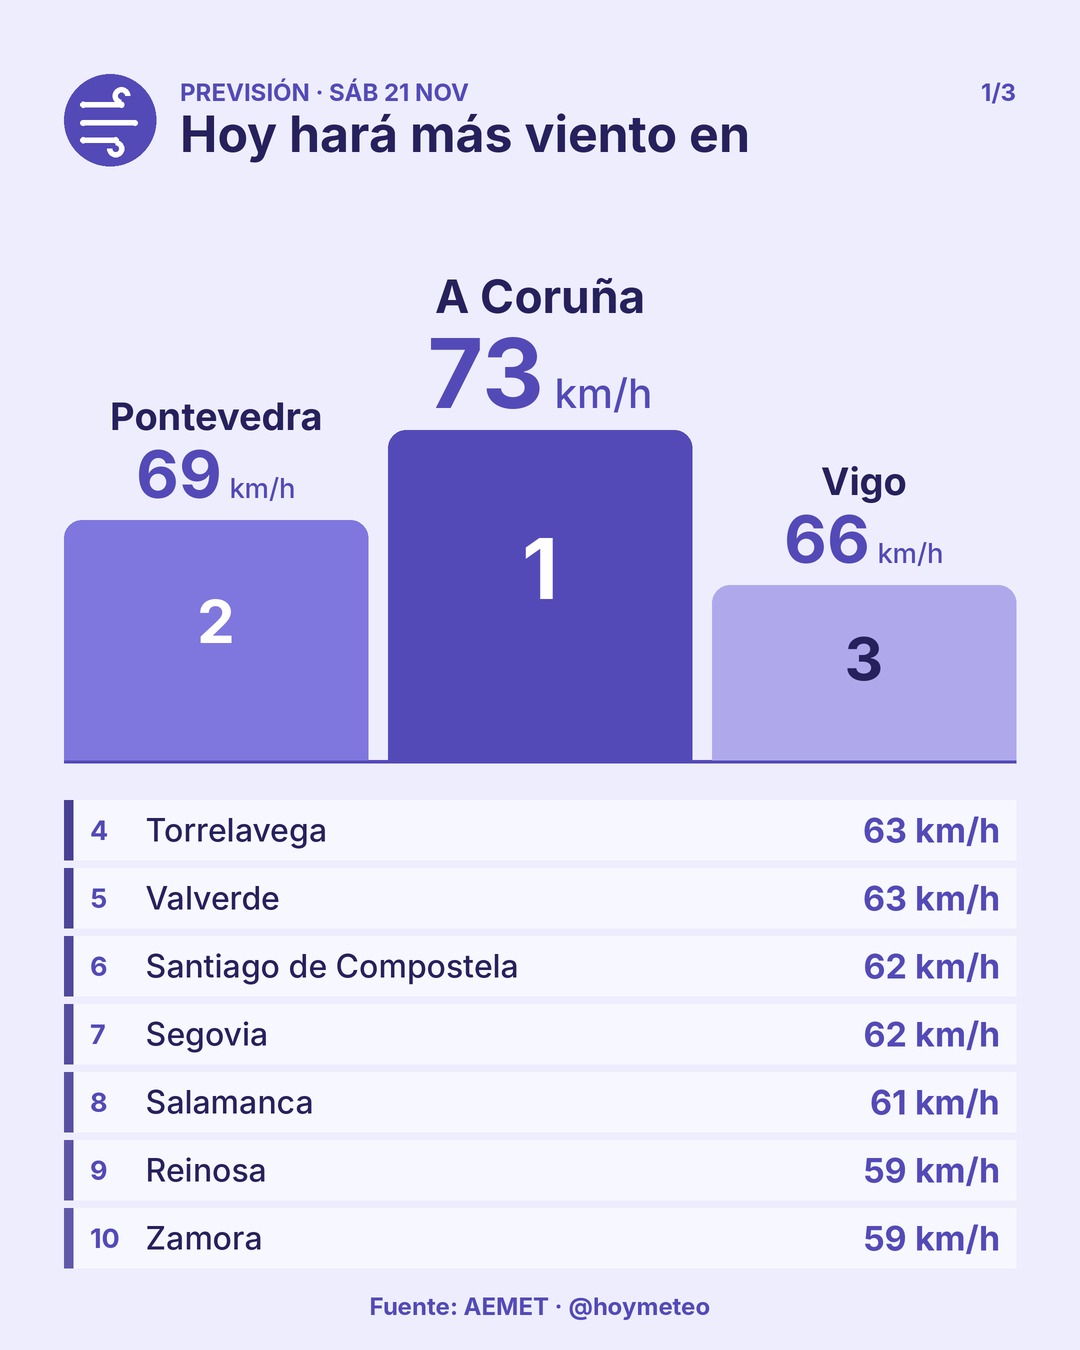 PREVISIÓN · SÁB 21 NOV
1/3
Hoy hará más viento en
A Coruña
73 km/h
Pontevedra
69 km/h
Vigo
66 km/h
1
2
3
4 Torrelavega 63 km/h
5 Valverde 63 km/h
6 Santiago de Compostela 62 km/h
7 Segovia 62 km/h
8 Salamanca 61 km/h
9 Reinosa 59 km/h
10 Zamora 59 km/h
Fuente: AEMET · @hoymeteo